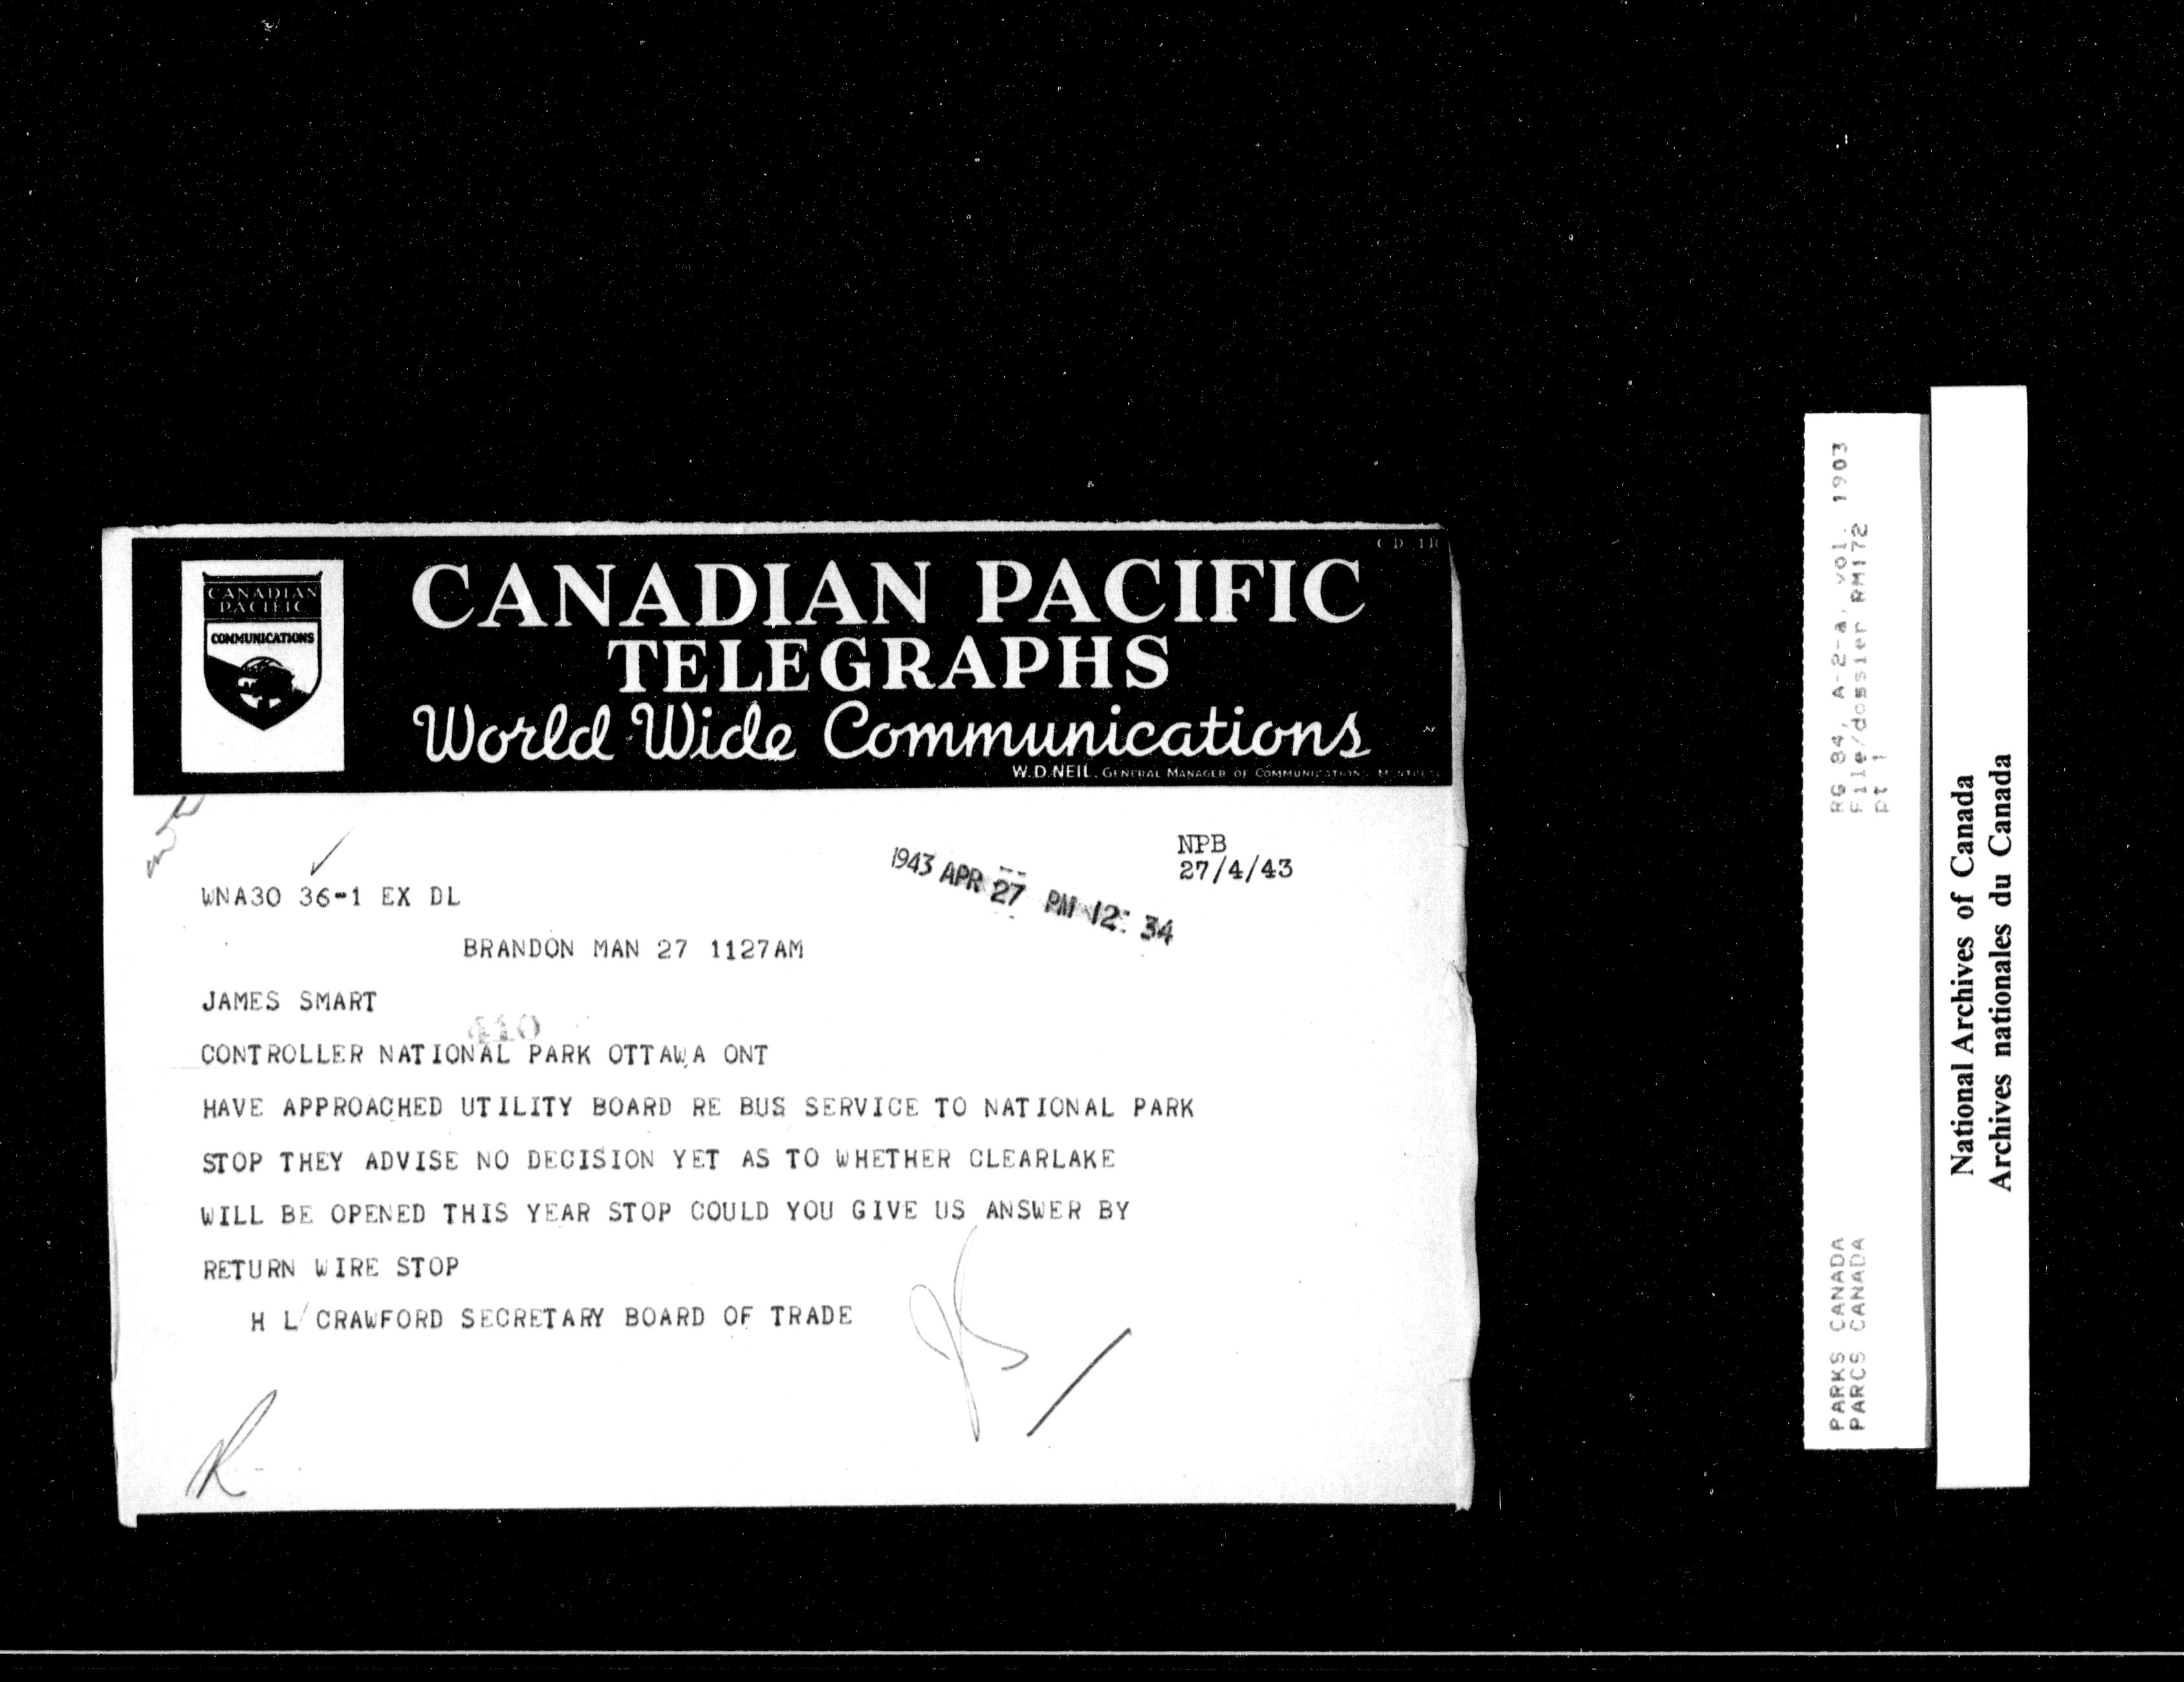 CD-1R
CANADIAN
PACIFIC
COMMUNICATIONS
CANADIAN PACIFIC
TELEGRAPHS
World Wide Communications
W.D.NEIL, GENERAL MANAGER OF COMMUNICATIONS, MONTREAL
NPB
27/4/43
1943 APR 27 PM 12: 34
WNA30 36-1 EX DL
BRANDON MAN 27 1127AM
JAMES SMART
410
CONTROLLER NATIONAL PARK OTTAWA ONT
HAVE APPROACHED UTILITY BOARD RE BUS SERVICE TO NATIONAL PARK
STOP THEY ADVISE NO DECISION YET AS TO WHETHER CLEARLAKE
WILL BE OPENED THIS YEAR STOP COULD YOU GIVE US ANSWER BY
RETURN WIRE STOP
H L CRAWFORD SECRETARY BOARD OF TRADE
RG 84, A-2-a, vol. 1903
File/dossier RM172
pt 1
PARKS CANADA
PARCS CANADA
National Archives of Canada
Archives nationales du Canada